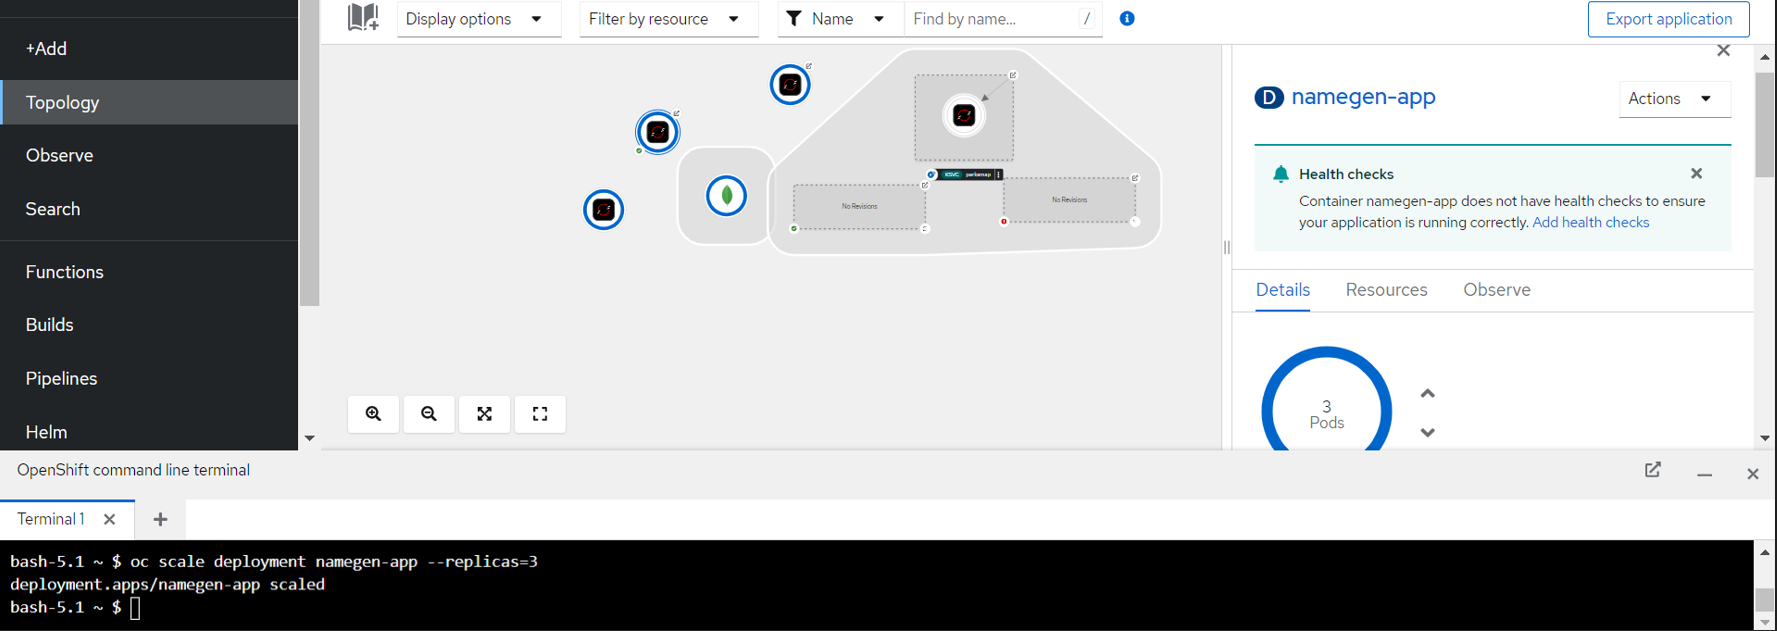 Display options
Filter by resource
Name
Find by name...
/
Export application
+Add
Topology
Observe
Search
Functions
Builds
Pipelines
Helm
KSVC parksmap
No Revisions
No Revisions
D namegen-app
Actions
Health checks
Container namegen-app does not have health checks to ensure
your application is running correctly. Add health checks
Details
Resources
Observe
3
Pods
OpenShift command line terminal
Terminal 1
bash-5.1 ~ $ oc scale deployment namegen-app --replicas=3
deployment.apps/namegen-app scaled
bash-5.1 ~ $